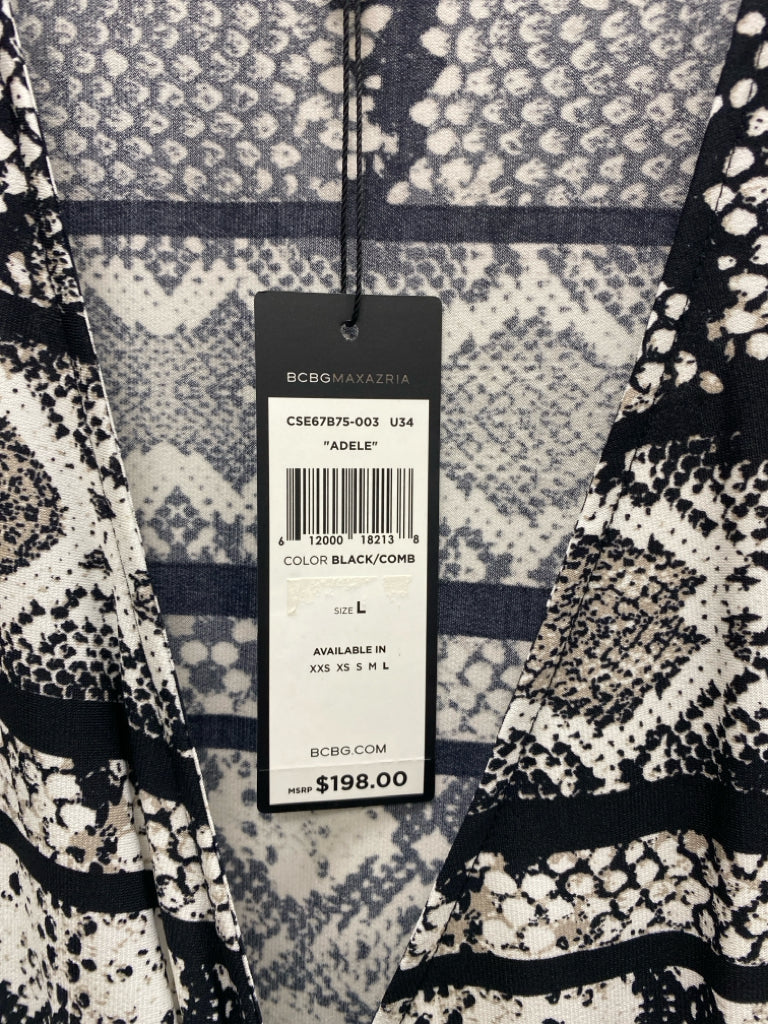 BCBGMAXAZRIA
CSE67B75-003 U34
"ADELE"
6 12000 18213 8
COLOR BLACK/COMB
SIZE L
AVAILABLE IN
XXS XS S M L
BCBG.COM
MSRP $198.00